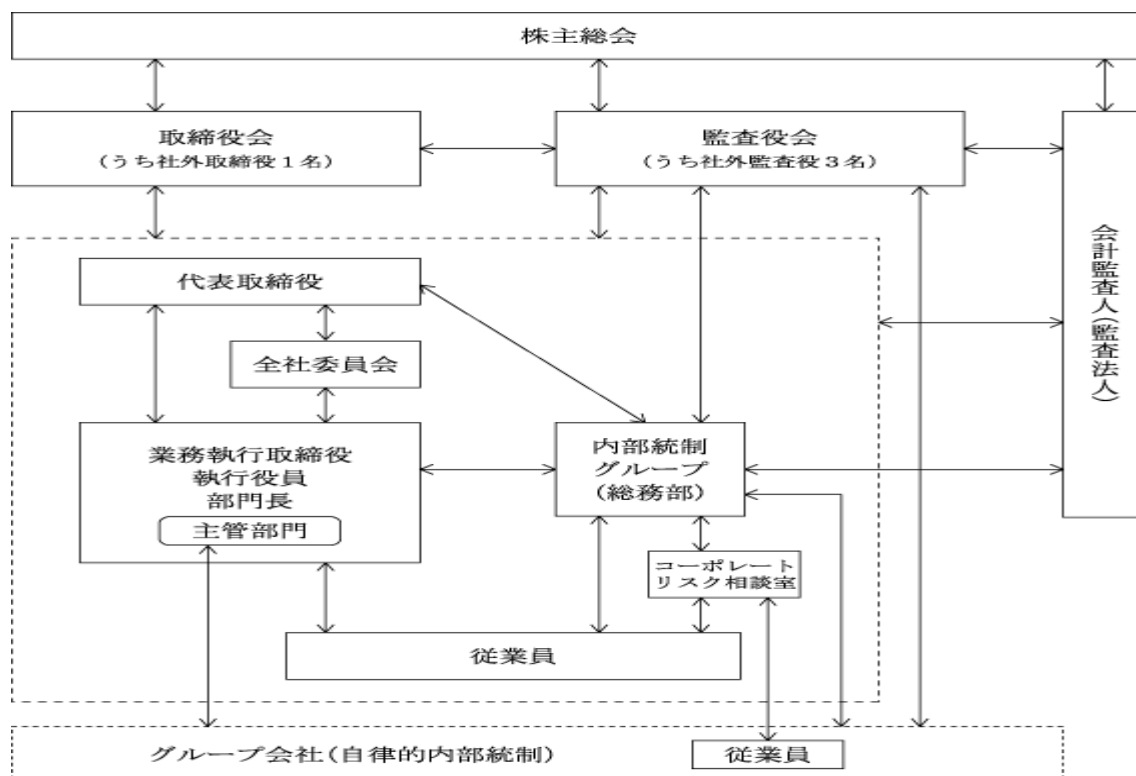 株主総会
取締役会
(うち社外取締役１名)
監査役会
(うち社外監査役３名)
会計監査人(監査法人)
代表取締役
全社委員会
業務執行取締役
執行役員
部門長
主管部門
内部統制
グループ
(総務部)
コーポレート
リスク相談室
従業員
グループ会社(自律的内部統制)
従業員